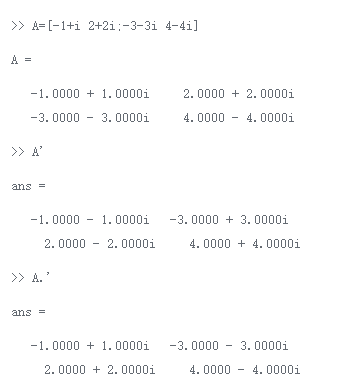 >> A=[-1+i 2+2i;-3-3i 4-4i]
A =
-1.0000 + 1.0000i 2.0000 + 2.0000i
-3.0000 - 3.0000i 4.0000 - 4.0000i
>> A'
ans =
-1.0000 - 1.0000i -3.0000 + 3.0000i
2.0000 - 2.0000i 4.0000 + 4.0000i
>> A.'
ans =
-1.0000 + 1.0000i -3.0000 - 3.0000i
2.0000 + 2.0000i 4.0000 - 4.0000i